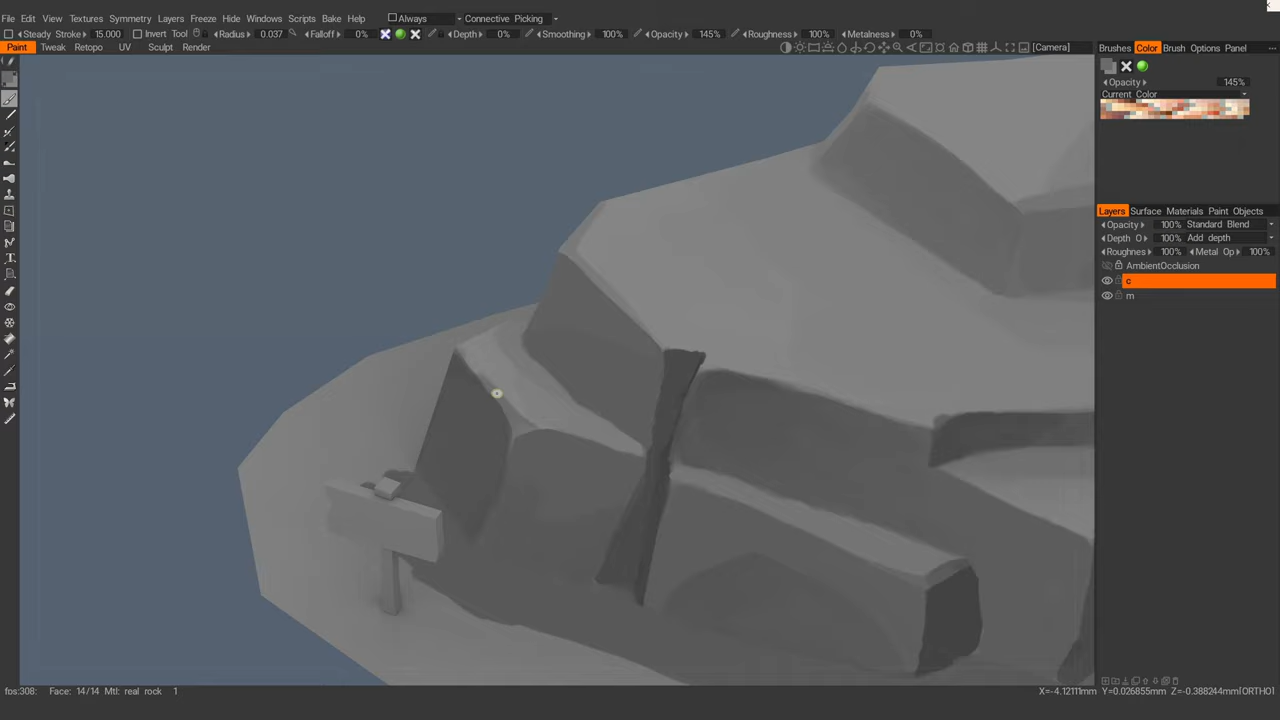 File Edit View Textures Symmetry Layers Freeze Hide Windows Scripts Bake Help Always Connective Picking
Steady Stroke 15.000 Invert Tool Radius 0.037 Falloff 0% Depth 0% Smoothing 100% Opacity 145% Roughness 100% Metalness 0%
Paint Tweak Retopo UV Sculpt Render [Camera] Brushes Color Brush Options Panel
Opacity 145%
Current Color
Layers Surface Materials Paint Objects
Opacity 100% Standard Blend
Depth O 100% Add depth
Roughnes 100% Metal Op 100%
AmbientOcclusion
c
m
fps:308: Face: 14/14 Mtl: real rock 1 X=-4.12111mm Y=0.026855mm Z=-0.388244mm[ORTHO]